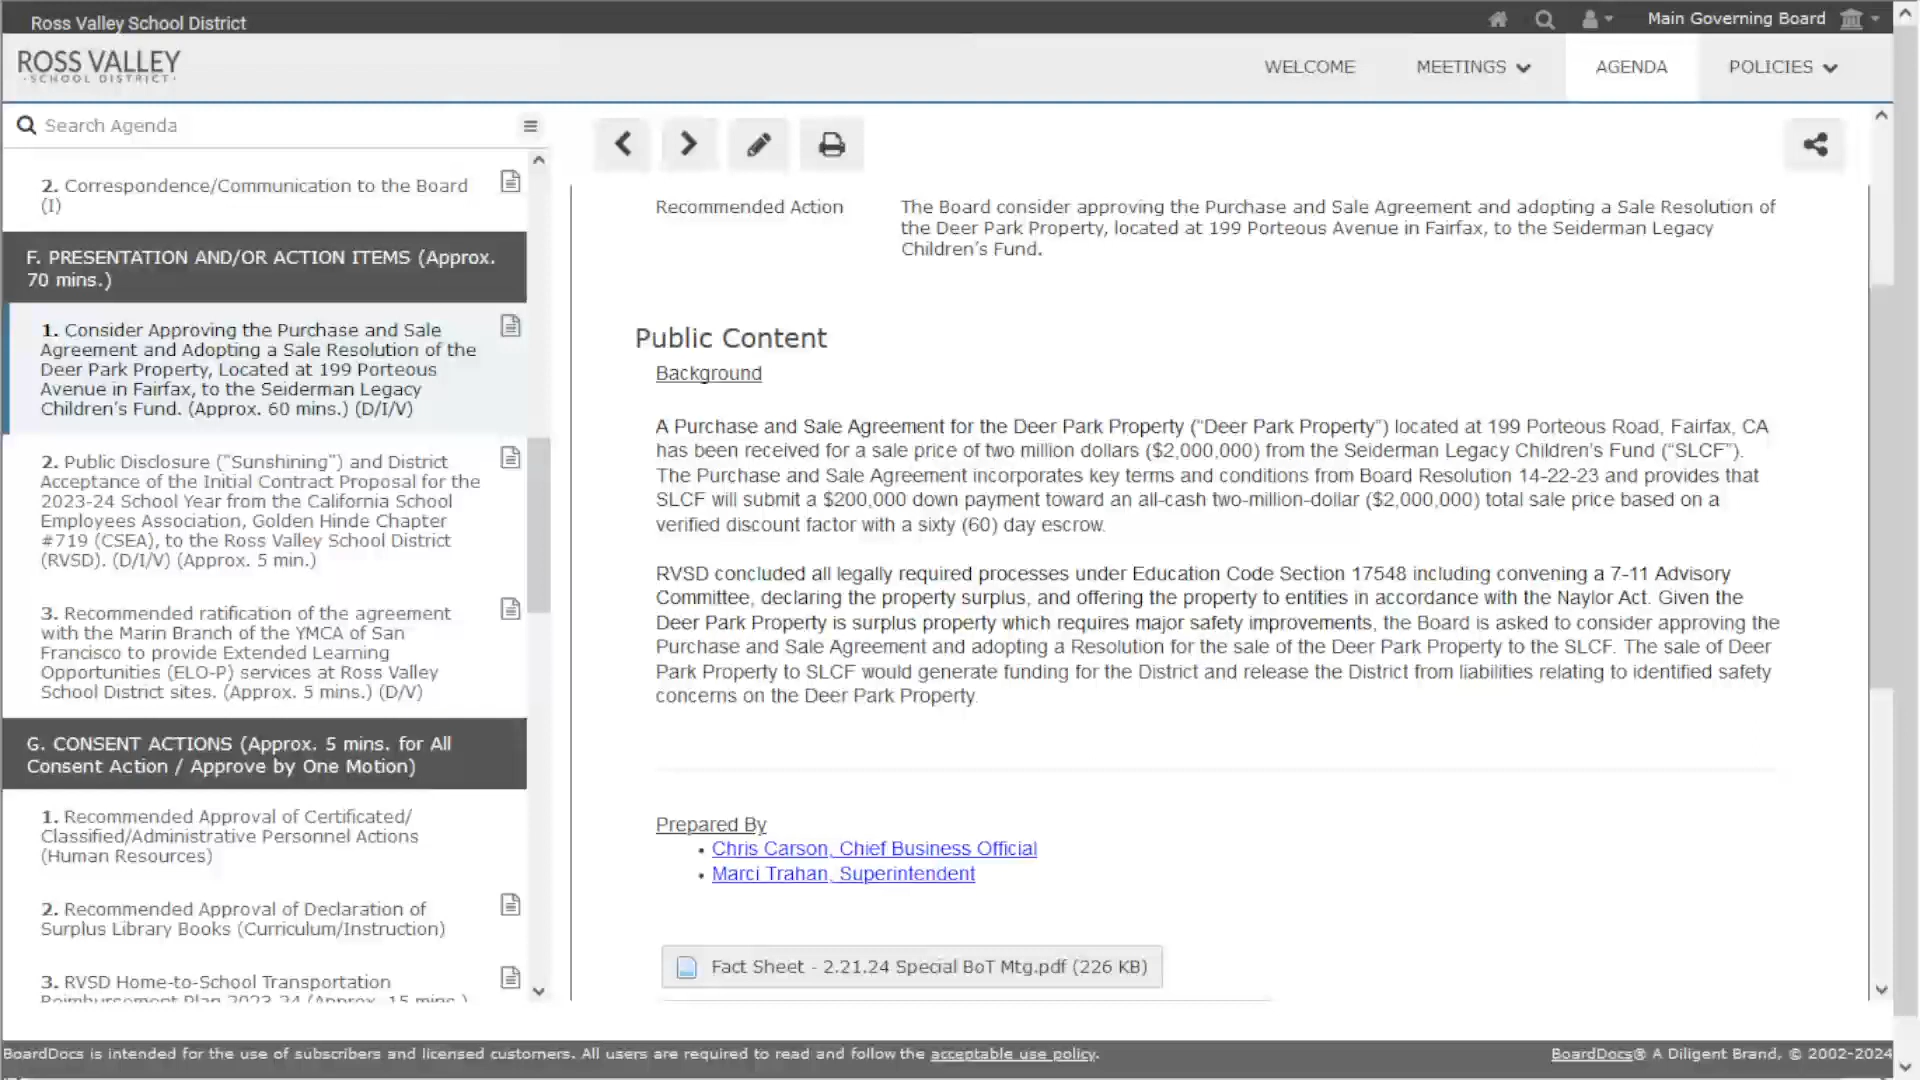 Ross Valley School District
Main Governing Board
ROSS VALLEY
·SCHOOL DISTRICT·
WELCOME
MEETINGS
AGENDA
POLICIES
Search Agenda
2. Correspondence/Communication to the Board
(I)
F. PRESENTATION AND/OR ACTION ITEMS (Approx.
70 mins.)
1. Consider Approving the Purchase and Sale
Agreement and Adopting a Sale Resolution of the
Deer Park Property, Located at 199 Porteous
Avenue in Fairfax, to the Seiderman Legacy
Children’s Fund. (Approx. 60 mins.) (D/I/V)
2. Public Disclosure ("Sunshining") and District
Acceptance of the Initial Contract Proposal for the
2023-24 School Year from the California School
Employees Association, Golden Hinde Chapter
#719 (CSEA), to the Ross Valley School District
(RVSD). (D/I/V) (Approx. 5 min.)
3. Recommended ratification of the agreement
with the Marin Branch of the YMCA of San
Francisco to provide Extended Learning
Opportunities (ELO-P) services at Ross Valley
School District sites. (Approx. 5 mins.) (D/V)
G. CONSENT ACTIONS (Approx. 5 mins. for All
Consent Action / Approve by One Motion)
1. Recommended Approval of Certificated/
Classified/Administrative Personnel Actions
(Human Resources)
2. Recommended Approval of Declaration of
Surplus Library Books (Curriculum/Instruction)
3. RVSD Home-to-School Transportation
Reimbursement Plan 2023-24 (Approx. 15 mins.)
Recommended Action
The Board consider approving the Purchase and Sale Agreement and adopting a Sale Resolution of
the Deer Park Property, located at 199 Porteous Avenue in Fairfax, to the Seiderman Legacy
Children’s Fund.
Public Content
Background
A Purchase and Sale Agreement for the Deer Park Property (“Deer Park Property”) located at 199 Porteous Road, Fairfax, CA
has been received for a sale price of two million dollars ($2,000,000) from the Seiderman Legacy Children’s Fund (“SLCF”).
The Purchase and Sale Agreement incorporates key terms and conditions from Board Resolution 14-22-23 and provides that
SLCF will submit a $200,000 down payment toward an all-cash two-million-dollar ($2,000,000) total sale price based on a
verified discount factor with a sixty (60) day escrow.
RVSD concluded all legally required processes under Education Code Section 17548 including convening a 7-11 Advisory
Committee, declaring the property surplus, and offering the property to entities in accordance with the Naylor Act. Given the
Deer Park Property is surplus property which requires major safety improvements, the Board is asked to consider approving the
Purchase and Sale Agreement and adopting a Resolution for the sale of the Deer Park Property to the SLCF. The sale of Deer
Park Property to SLCF would generate funding for the District and release the District from liabilities relating to identified safety
concerns on the Deer Park Property.
Prepared By
• Chris Carson, Chief Business Official
• Marci Trahan, Superintendent
Fact Sheet - 2.21.24 Special BoT Mtg.pdf (226 KB)
BoardDocs is intended for the use of subscribers and licensed customers. All users are required to read and follow the acceptable use policy.
BoardDocs® A Diligent Brand, © 2002-2024